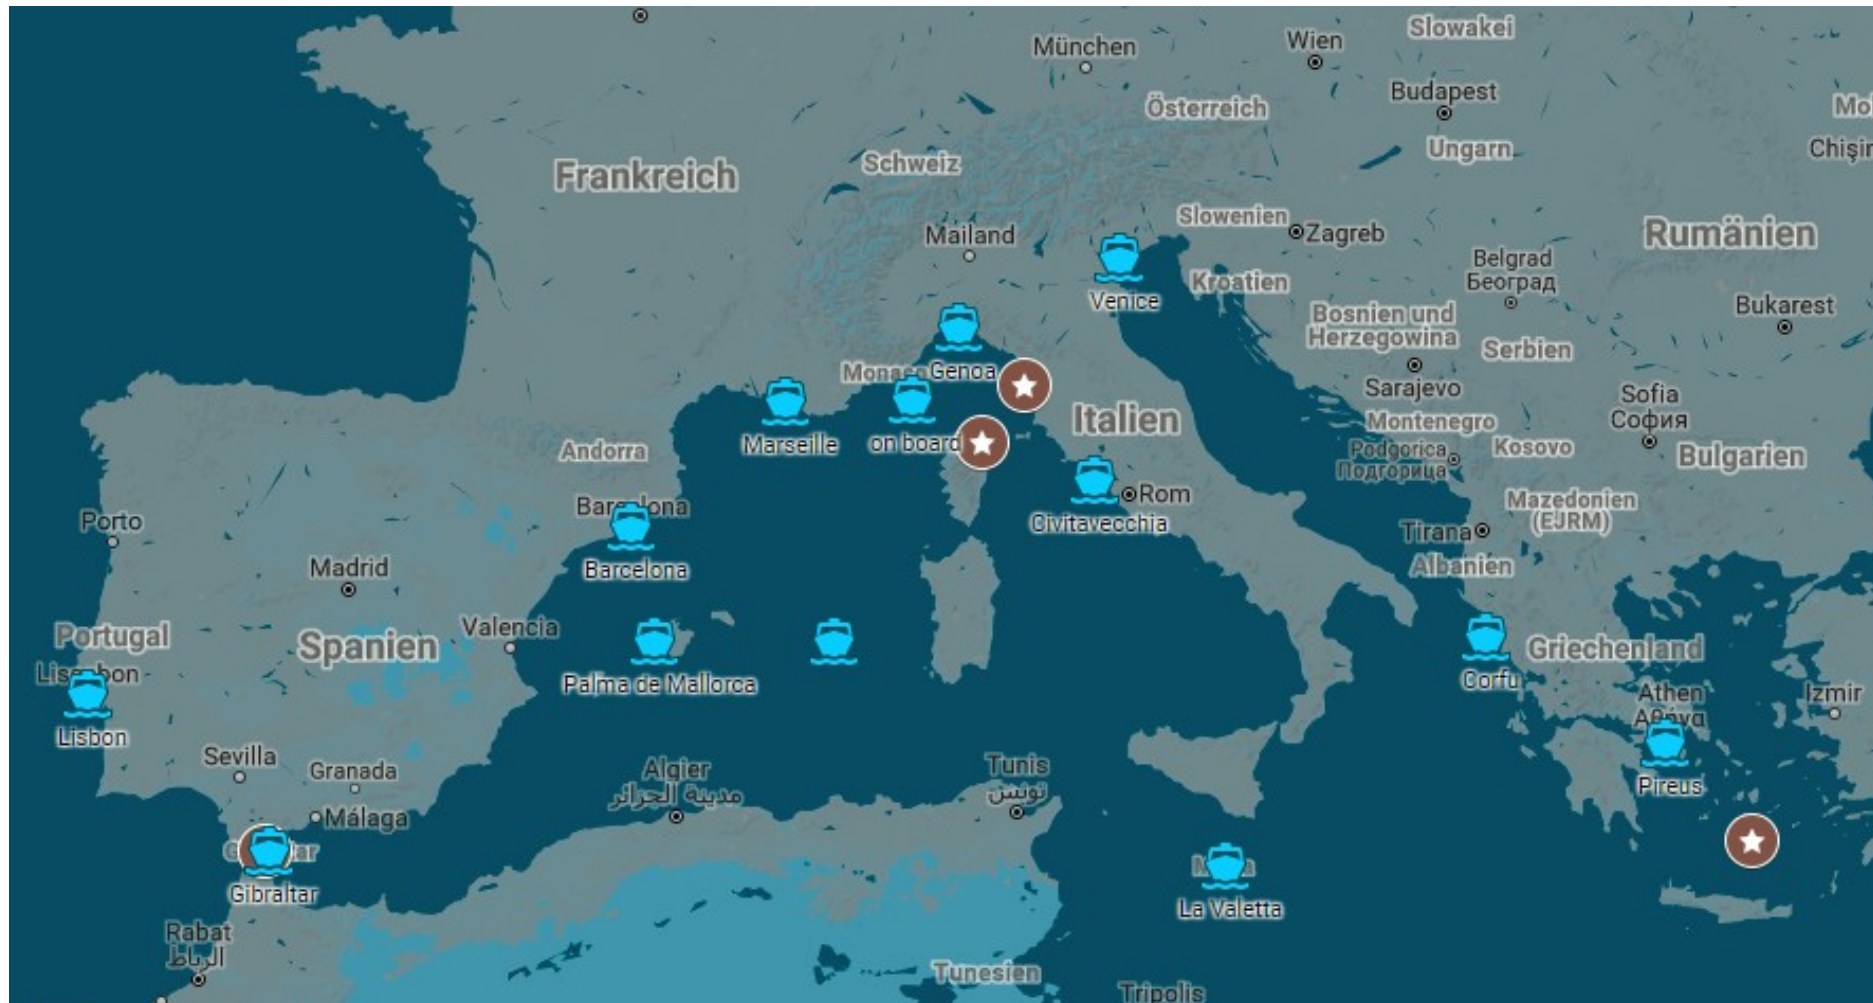 München
Wien
Slowakei
Budapest
Österreich
Ungarn
Schweiz
Frankreich
Slowenien
Zagreb
Mailand
Rumänien
Belgrad
Београд
Kroatien
Venice
Bukarest
Bosnien und
Herzegowina
Serbien
Genoa
Sarajevo
Sofia
София
Italien
Montenegro
Marseille
on board
Andorra
Podgorica
Подгорица
Kosovo
Bulgarien
Rom
Civitavecchia
Mazedonien
(EJRM)
Porto
Tirana
Albanien
Madrid
Barcelona
Portugal
Spanien
Valencia
Griechenland
Palma de Mallorca
Corfu
Athen
Izmir
Lisbon
Sevilla
Granada
Málaga
Algier
مدينة الجزائر
Tunis
تونس
Pireus
Gibraltar
La Valetta
Rabat
الرباط
Tunesien
Tripolis